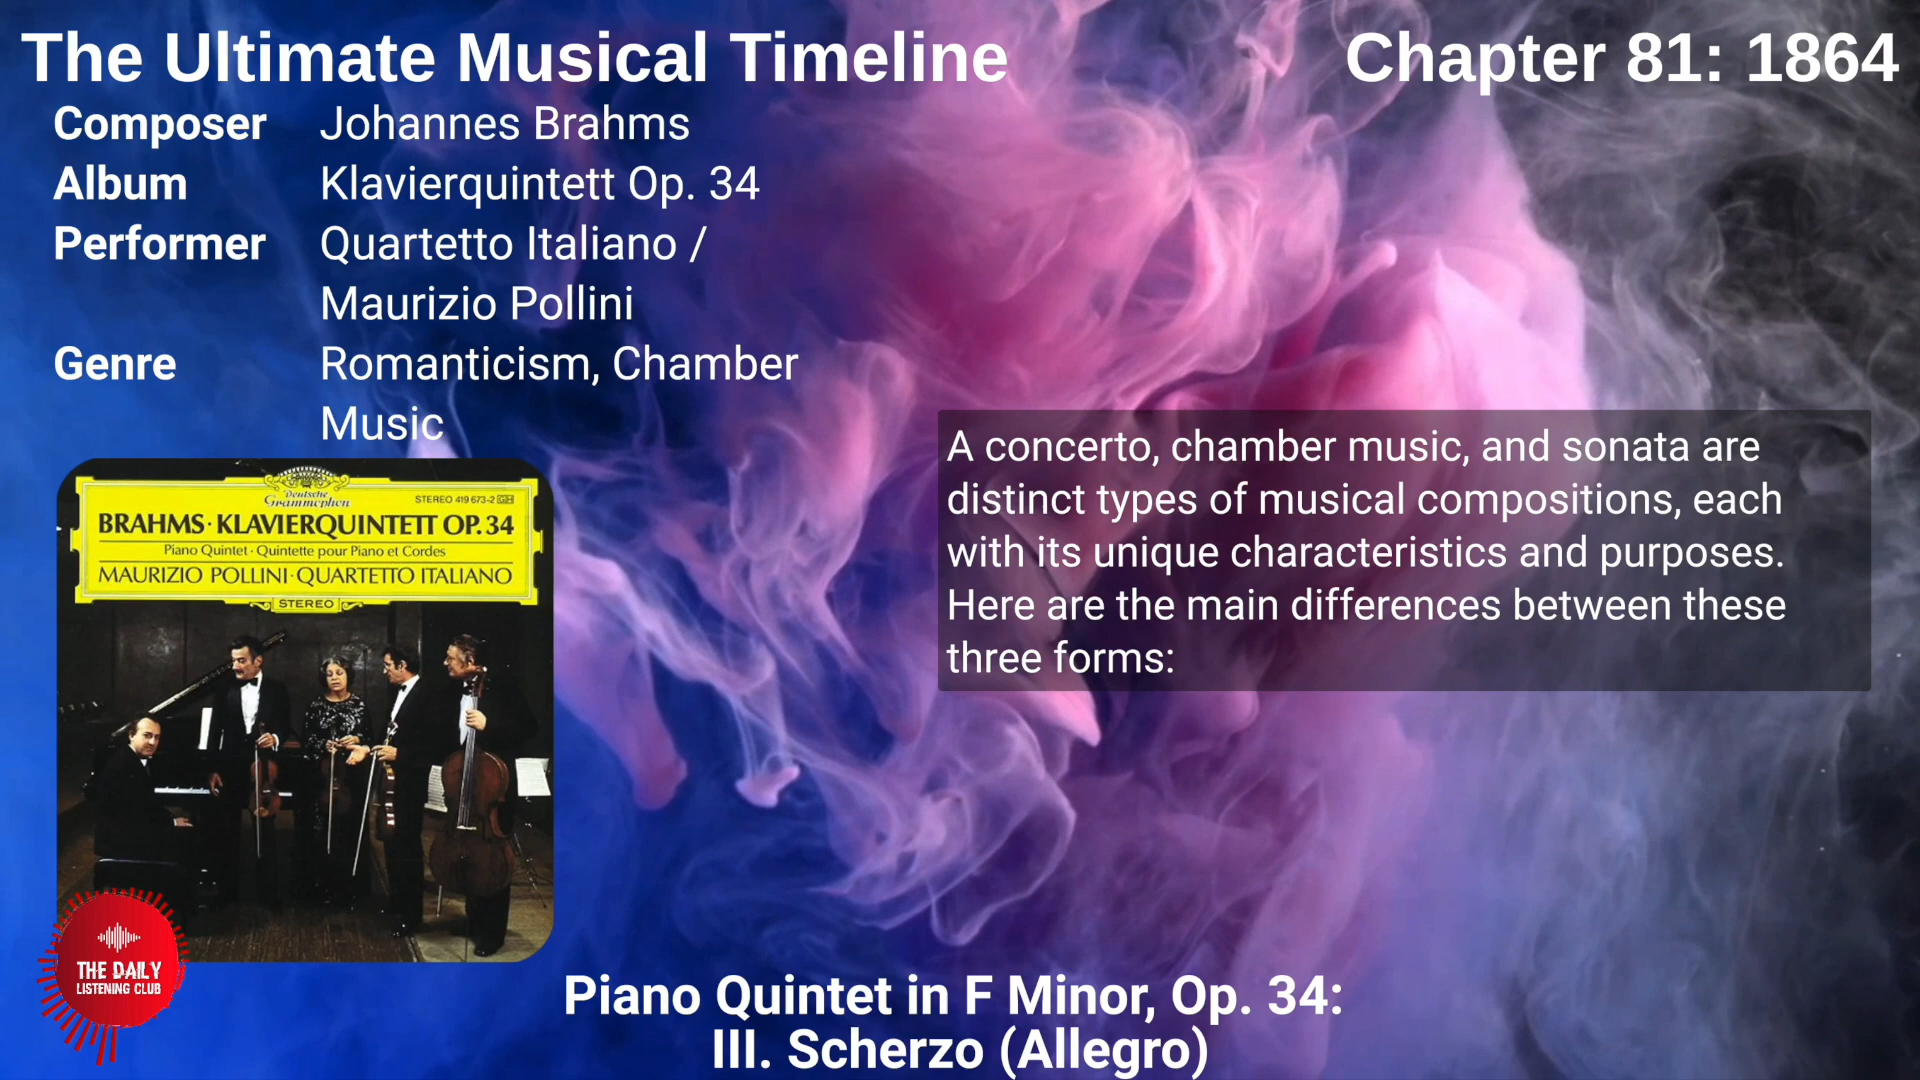 The Ultimate Musical Timeline
Chapter 81: 1864
Composer Johannes Brahms
Album Klavierquintett Op. 34
Performer Quartetto Italiano /
Maurizio Pollini
Genre Romanticism, Chamber
Music
A concerto, chamber music, and sonata are
distinct types of musical compositions, each
with its unique characteristics and purposes.
Here are the main differences between these
three forms:
Deutsche
Grammophon
STEREO 419 673-2 GH
BRAHMS · KLAVIERQUINTETT OP. 34
Piano Quintet · Quintette pour Piano et Cordes
MAURIZIO POLLINI · QUARTETTO ITALIANO
STEREO
THE DAILY
LISTENING CLUB
Piano Quintet in F Minor, Op. 34:
III. Scherzo (Allegro)